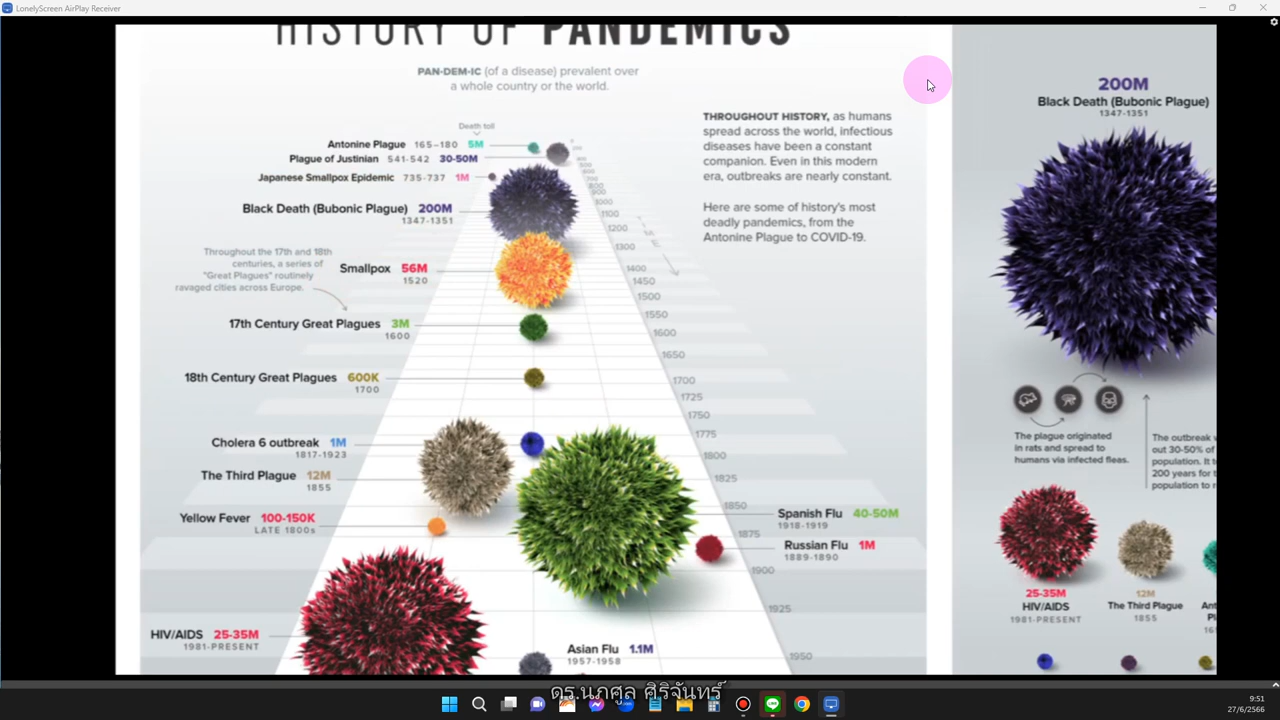 LonelyScreen AirPlay Receiver
HISTORY OF PANDEMICS
PAN·DEM·IC (of a disease) prevalent over
a whole country or the world.
THROUGHOUT HISTORY, as humans
spread across the world, infectious
diseases have been a constant
companion. Even in this modern
era, outbreaks are nearly constant.
Here are some of history's most
deadly pandemics, from the
Antonine Plague to COVID-19.
Death toll
Antonine Plague 165-180 5M
Plague of Justinian 541-542 30-50M
Japanese Smallpox Epidemic 735-737 1M
Black Death (Bubonic Plague) 200M
1347-1351
Throughout the 17th and 18th
centuries, a series of
"Great Plagues" routinely
ravaged cities across Europe.
Smallpox 56M
1520
17th Century Great Plagues 3M
1600
18th Century Great Plagues 600K
1700
Cholera 6 outbreak 1M
1817-1923
The Third Plague 12M
1855
Yellow Fever 100-150K
LATE 1800s
HIV/AIDS 25-35M
1981-PRESENT
Spanish Flu 40-50M
1918-1919
Russian Flu 1M
1889-1890
Asian Flu 1.1M
1957-1958
TIME
800
900
1000
1100
1200
1300
1400
1450
1500
1550
1600
1650
1700
1725
1750
1775
1800
1825
1850
1875
1900
1925
1950
200M
Black Death (Bubonic Plague)
1347-1351
The plague originated
in rats and spread to
humans via infected fleas.
The outbreak
out 30-50% of
population. It
200 years for
population to
25-35M
HIV/AIDS
1981-PRESENT
12M
The Third Plague
1855
ดร.นภศูล ศิริจันทร์
9:51
27/6/2566